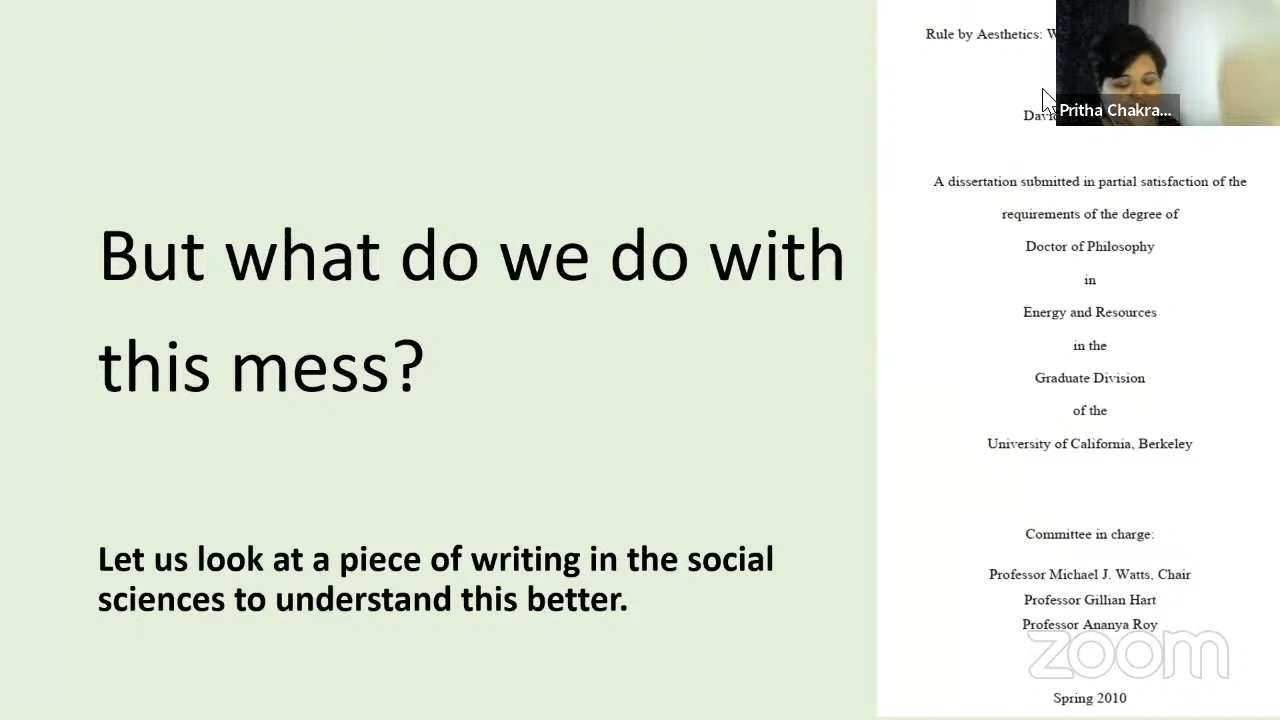 But what do we do with
this mess?
Let us look at a piece of writing in the social
sciences to understand this better.
Rule by Aesthetics:
Pritha Chakra...
A dissertation submitted in partial satisfaction of the
requirements of the degree of
Doctor of Philosophy
in
Energy and Resources
in the
Graduate Division
of the
University of California, Berkeley
Committee in charge:
Professor Michael J. Watts, Chair
Professor Gillian Hart
Professor Ananya Roy
zoom
Spring 2010